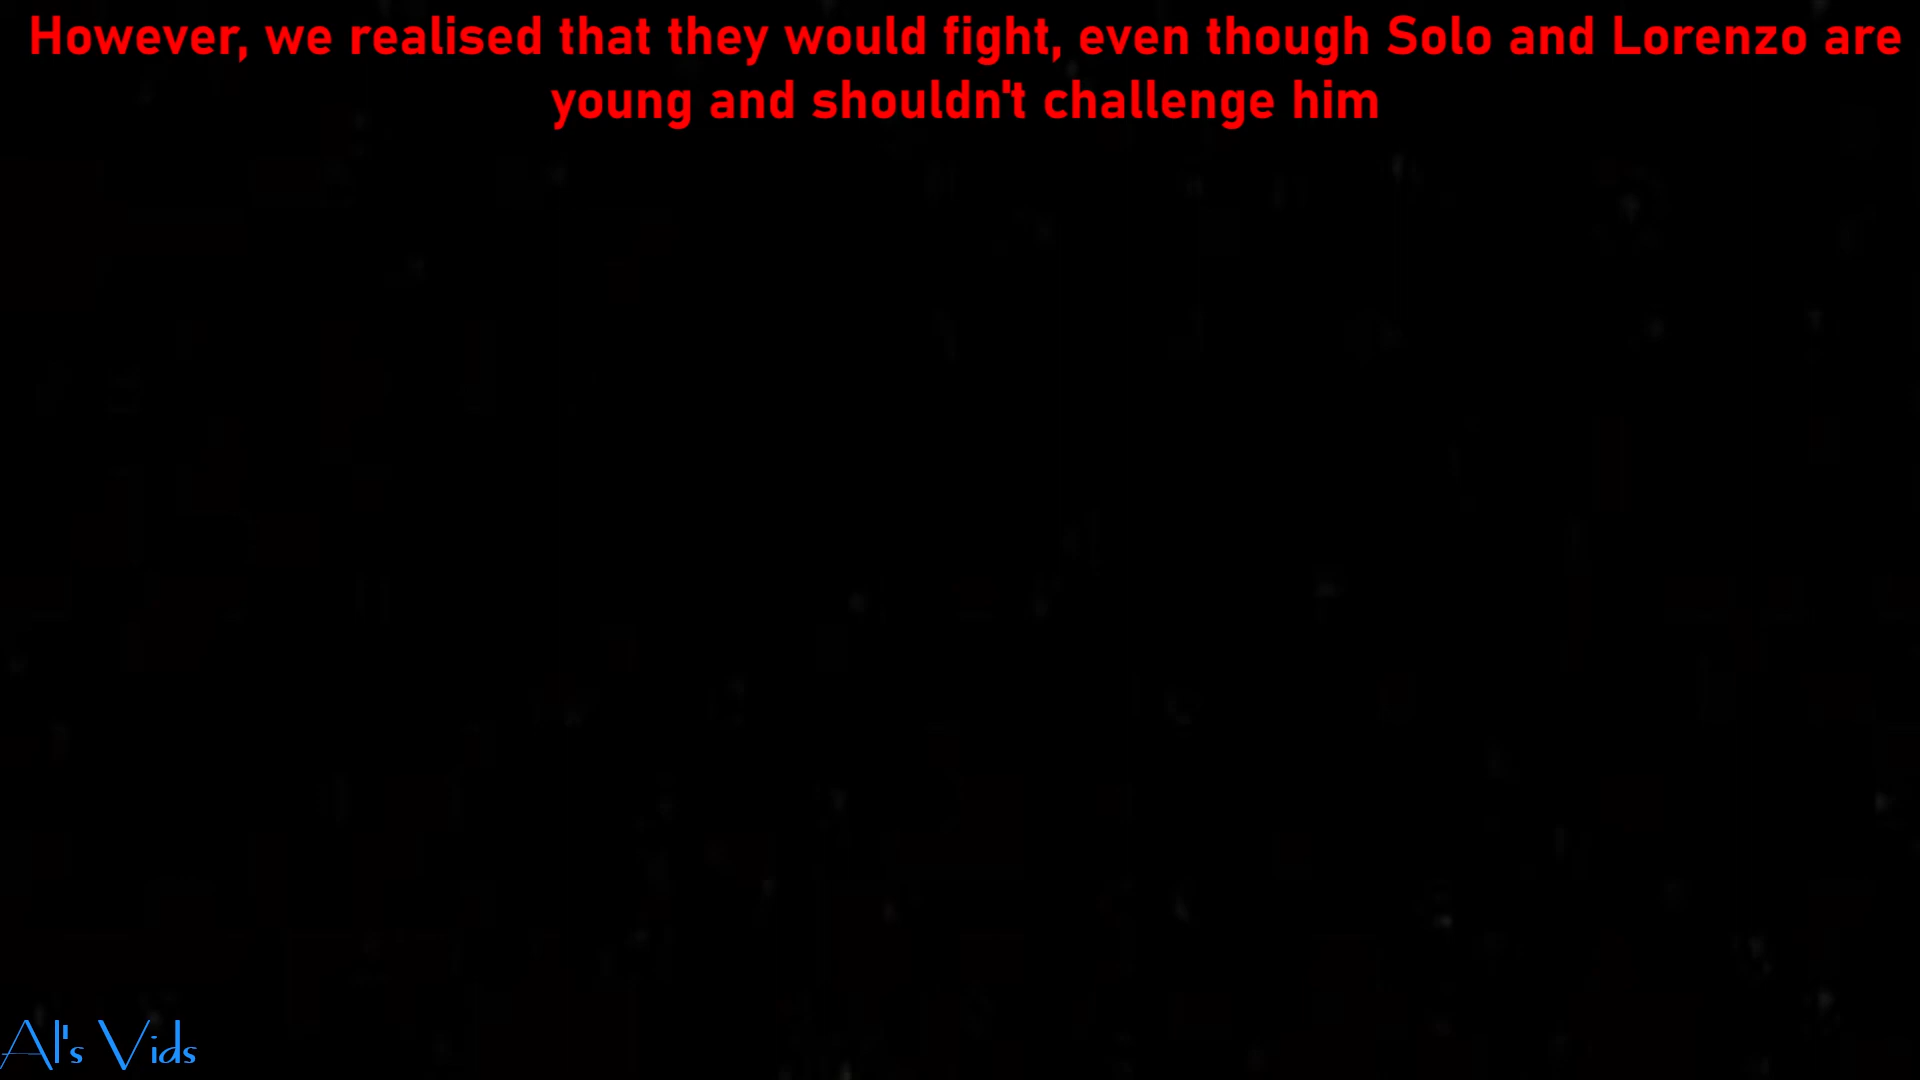 However, we realised that they would fight, even though Solo and Lorenzo are
young and shouldn't challenge him
Al's Vids